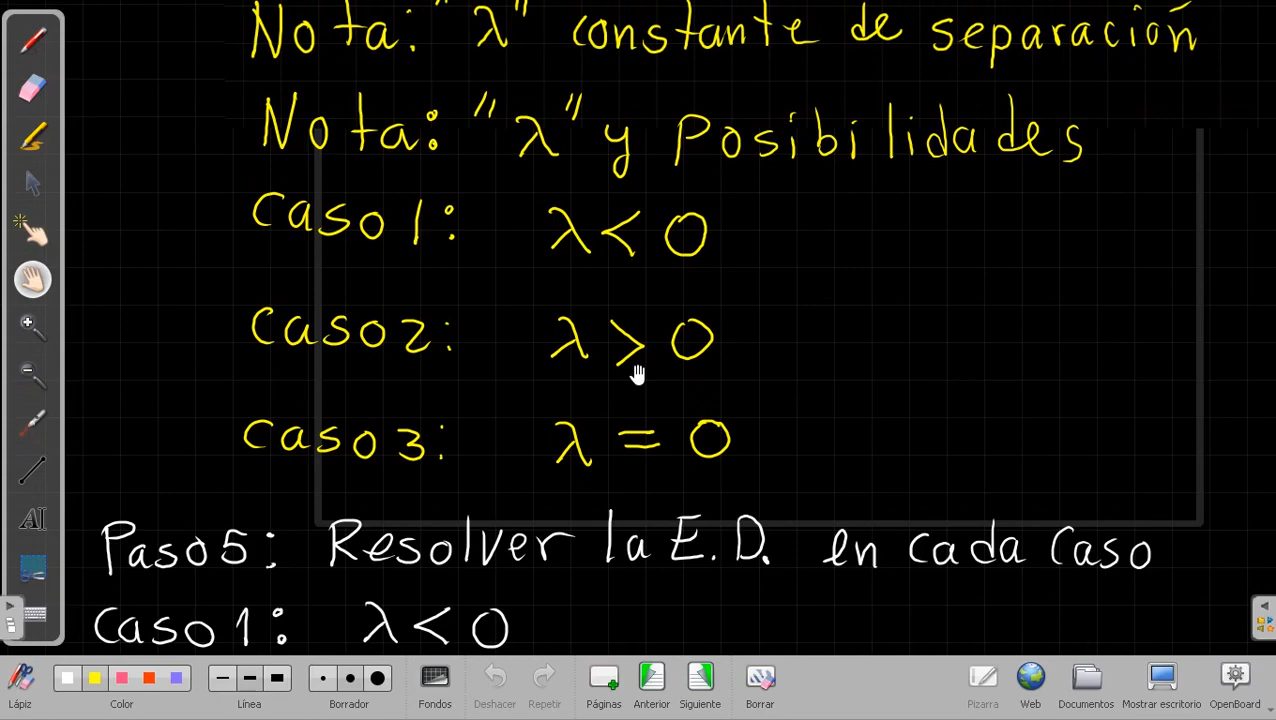 Nota: "λ" constante de separación
Nota: "λ" y Posibilidades
Caso 1: λ < 0
Caso 2: λ > 0
Caso 3: λ = 0
Paso 5: Resolver la E.D. en cada Caso
Caso 1: λ < 0
Lápiz Color Línea Borrador Fondos Deshacer Repetir Páginas Anterior Siguiente Borrar Pizarra Web Documentos Mostrar escritorio OpenBoard